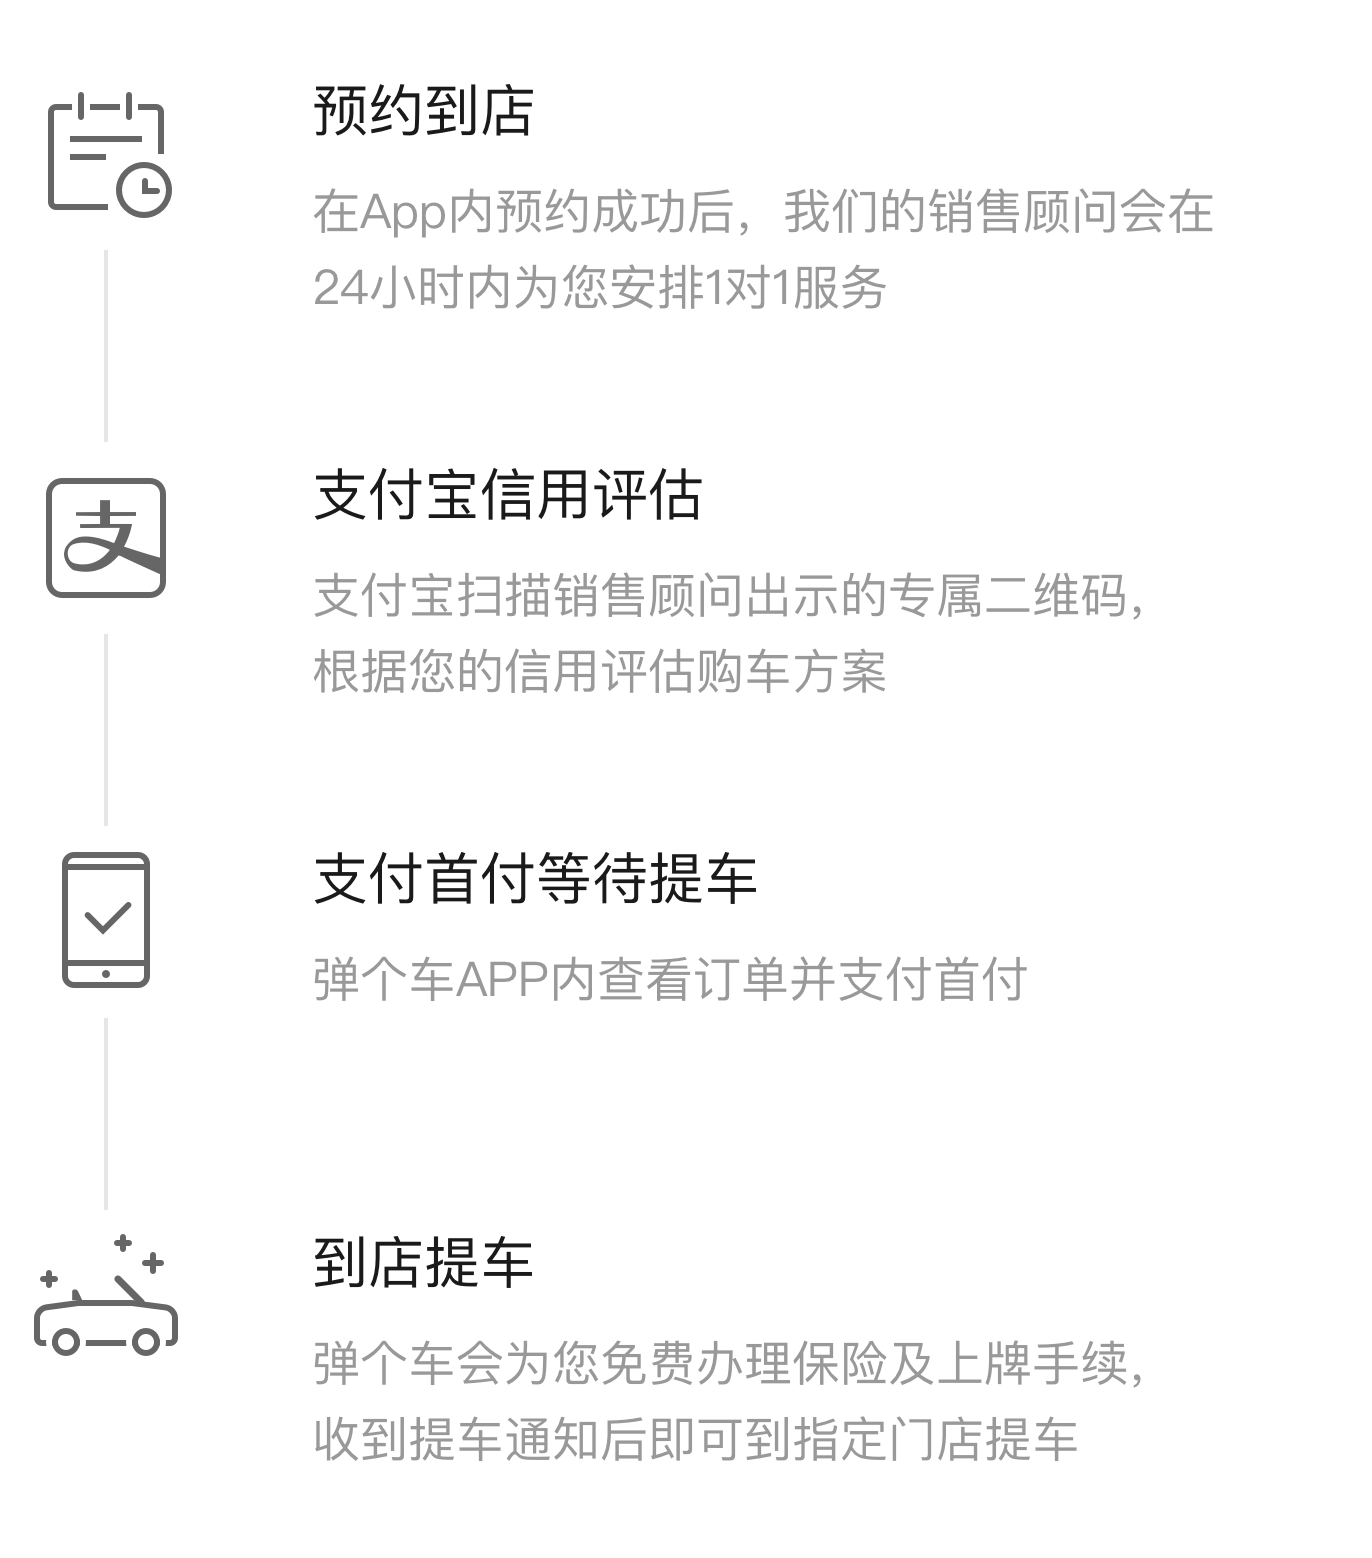 预约到店
在App内预约成功后，我们的销售顾问会在
24小时内为您安排1对1服务
支付宝信用评估
支付宝扫描销售顾问出示的专属二维码，
根据您的信用评估购车方案
支付首付等待提车
弹个车APP内查看订单并支付首付
到店提车
弹个车会为您免费办理保险及上牌手续，
收到提车通知后即可到指定门店提车